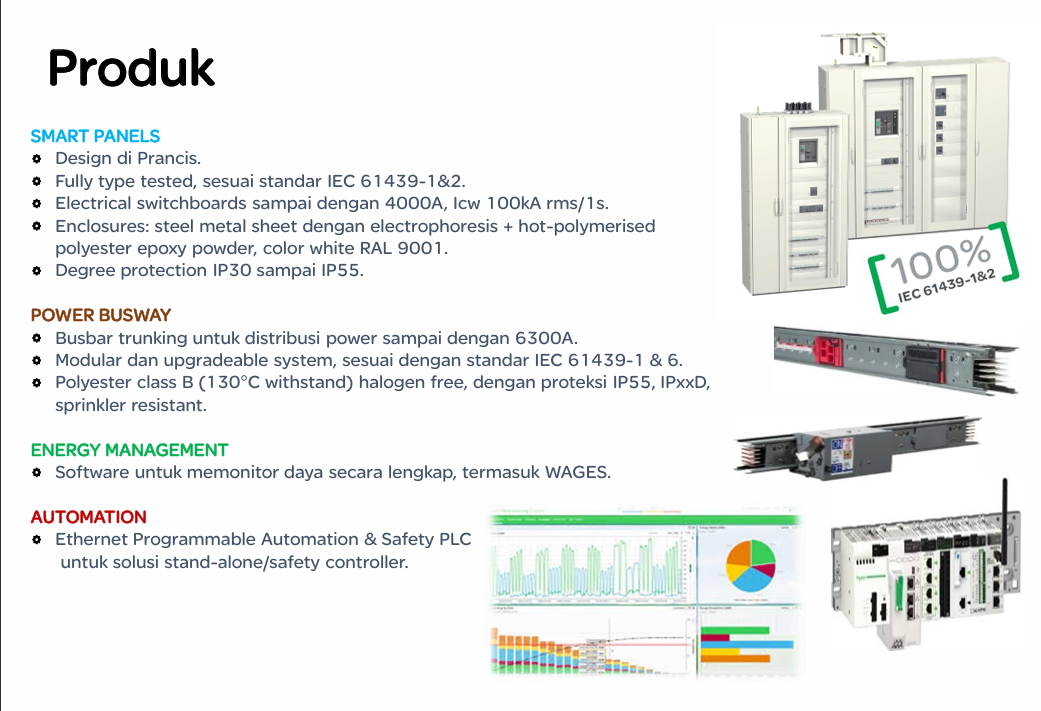 Produk
SMART PANELS
Design di Prancis.
Fully type tested, sesuai standar IEC 61439-1&2.
Electrical switchboards sampai dengan 4000A, Icw 100kA rms/1s.
Enclosures: steel metal sheet dengan electrophoresis + hot-polymerised
polyester epoxy powder, color white RAL 9001.
Degree protection IP30 sampai IP55.
100%
IEC 61439-1&2
POWER BUSWAY
Busbar trunking untuk distribusi power sampai dengan 6300A.
Modular dan upgradeable system, sesuai dengan standar IEC 61439-1 & 6.
Polyester class B (130°C withstand) halogen free, dengan proteksi IP55, IPxxD,
sprinkler resistant.
ENERGY MANAGEMENT
Software untuk memonitor daya secara lengkap, termasuk WAGES.
AUTOMATION
Ethernet Programmable Automation & Safety PLC
untuk solusi stand-alone/safety controller.